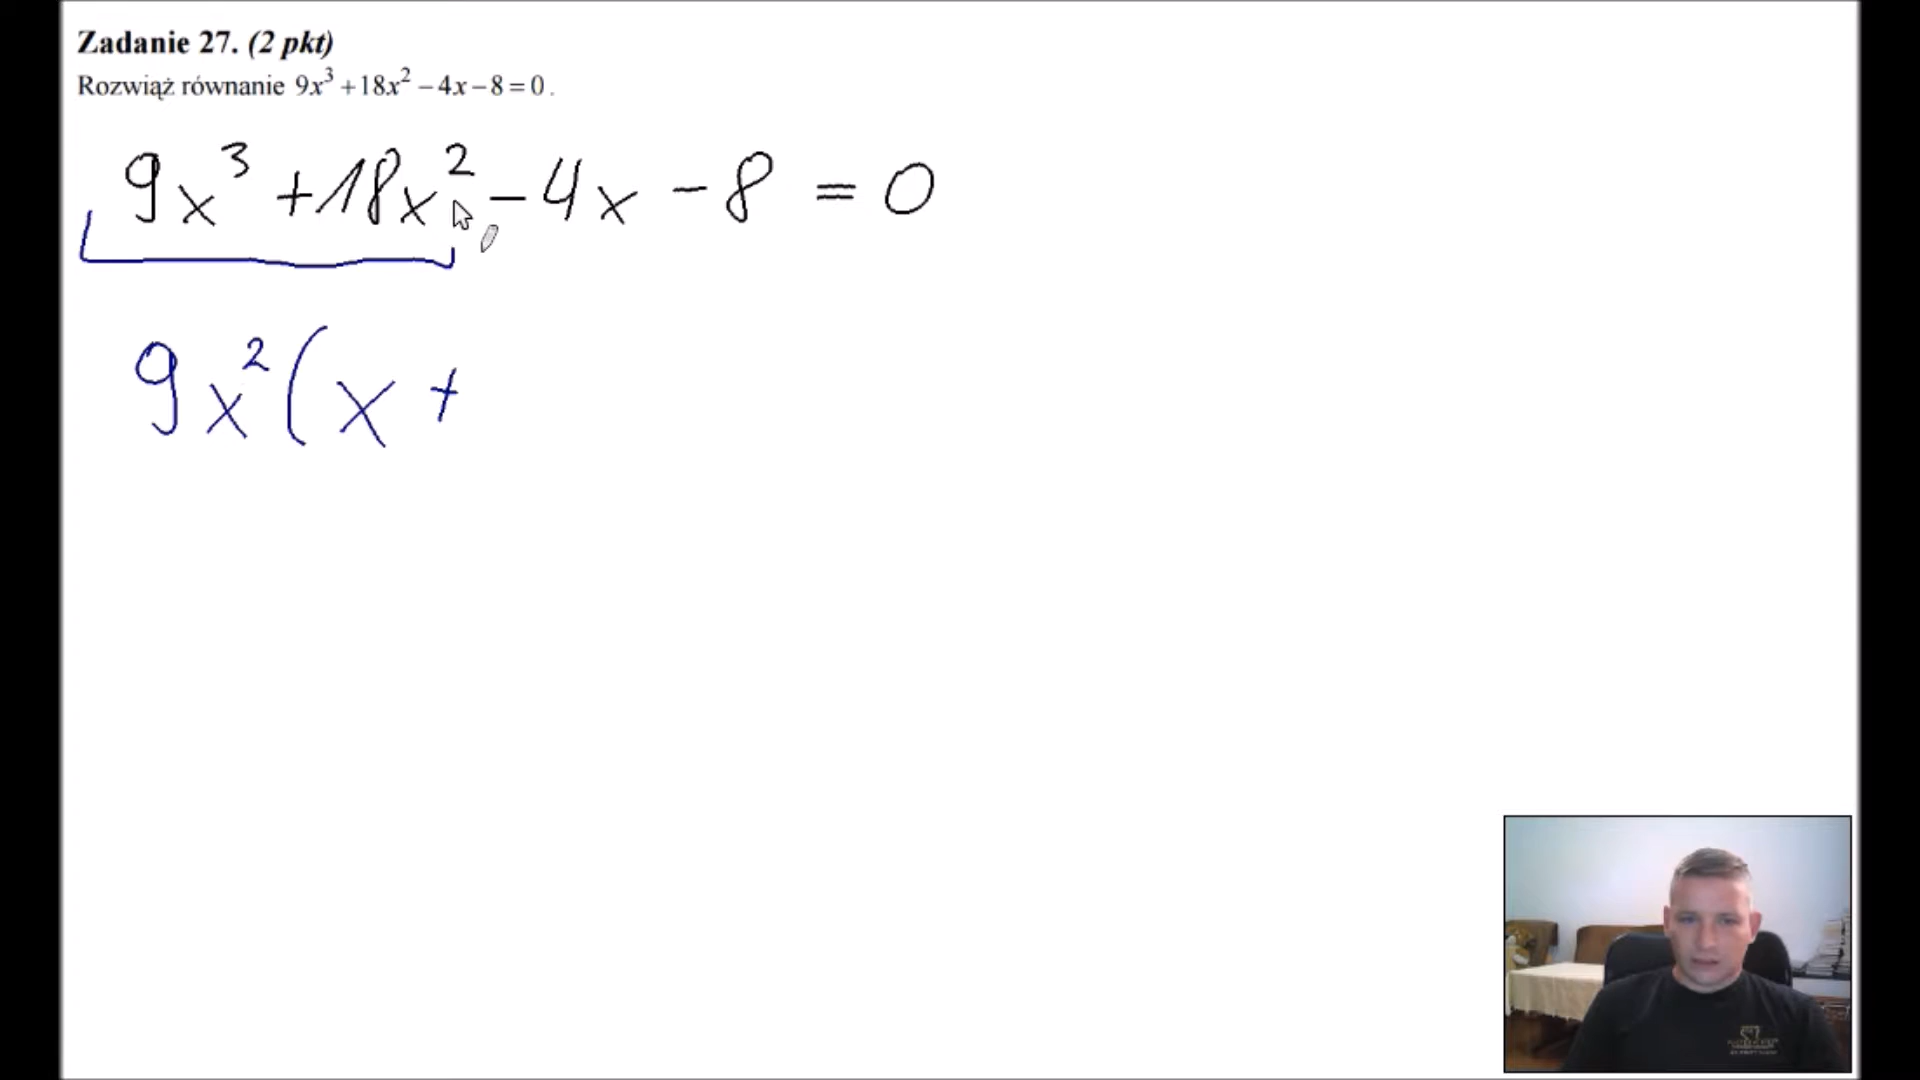 Zadanie 27. (2 pkt)
Rozwiąż równanie 9x³ + 18x² − 4x − 8 = 0.
9x³ + 18x² − 4x − 8 = 0
9x² ( x +